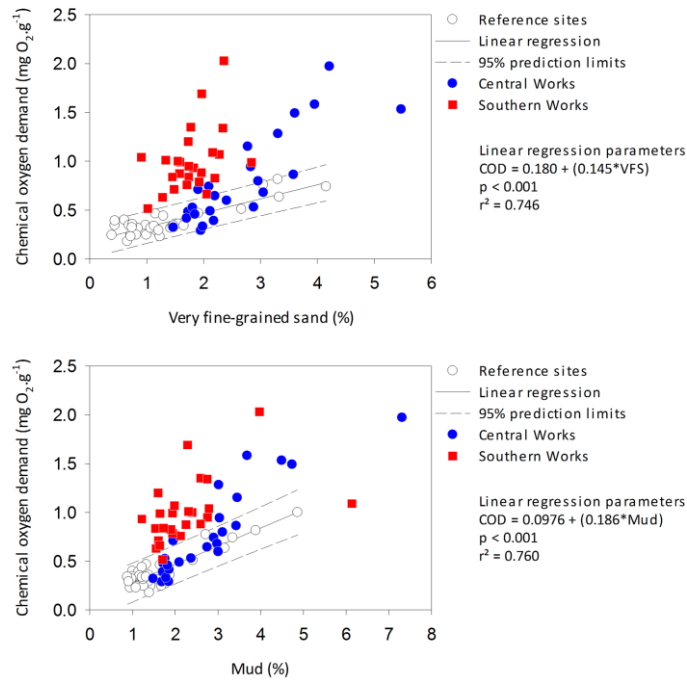 2.5
2.0
1.5
1.0
0.5
0.0
Chemical oxygen demand (mg O₂.g⁻¹)
0 1 2 3 4 5 6
Very fine-grained sand (%)
Reference sites
Linear regression
95% prediction limits
Central Works
Southern Works
Linear regression parameters
COD = 0.180 + (0.145*VFS)
p < 0.001
r² = 0.746
2.5
2.0
1.5
1.0
0.5
0.0
Chemical oxygen demand (mg O₂.g⁻¹)
0 1 2 3 4 5 6 7 8
Mud (%)
Reference sites
Linear regression
95% prediction limits
Central Works
Southern Works
Linear regression parameters
COD = 0.0976 + (0.186*Mud)
p < 0.001
r² = 0.760